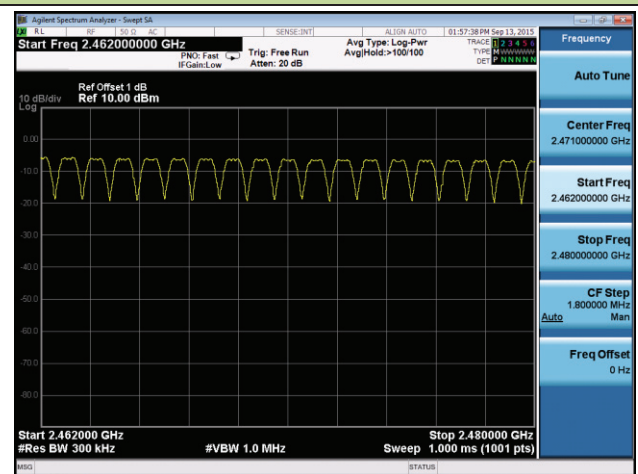 Agilent Spectrum Analyzer - Swept SA
RL RF 50 Ω AC SENSE:INT ALIGN AUTO 01:57:38 PM Sep 13, 2015
Start Freq 2.462000000 GHz
PNO: Fast
IFGain:Low
Trig: Free Run
Atten: 20 dB
Avg Type: Log-Pwr
Avg|Hold:>100/100
TRACE 1 2 3 4 5 6
TYPE MWWWWW
DET P NNNNN
Ref Offset 1 dB
10 dB/div Ref 10.00 dBm
Log
0.00
-10.0
-20.0
-30.0
-40.0
-50.0
-60.0
-70.0
-80.0
Start 2.462000 GHz Stop 2.480000 GHz
#Res BW 300 kHz #VBW 1.0 MHz Sweep 1.000 ms (1001 pts)
MSG STATUS
Frequency
Auto Tune
Center Freq
2.471000000 GHz
Start Freq
2.462000000 GHz
Stop Freq
2.480000000 GHz
CF Step
1.800000 MHz
Auto Man
Freq Offset
0 Hz